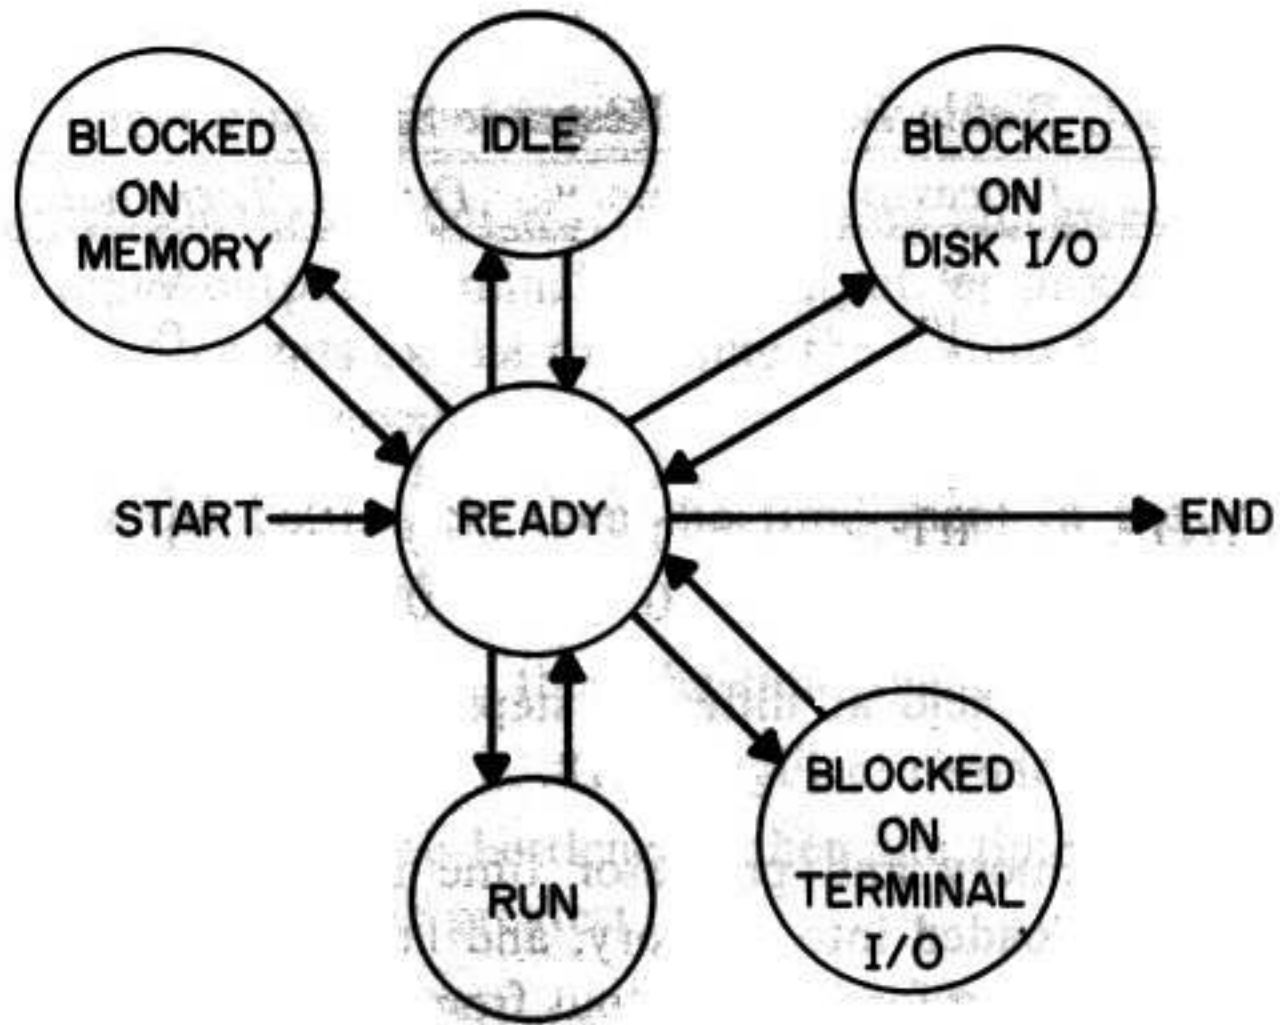 BLOCKED
ON
MEMORY
IDLE
BLOCKED
ON
DISK I/O
START
READY
END
RUN
BLOCKED
ON
TERMINAL
I/O